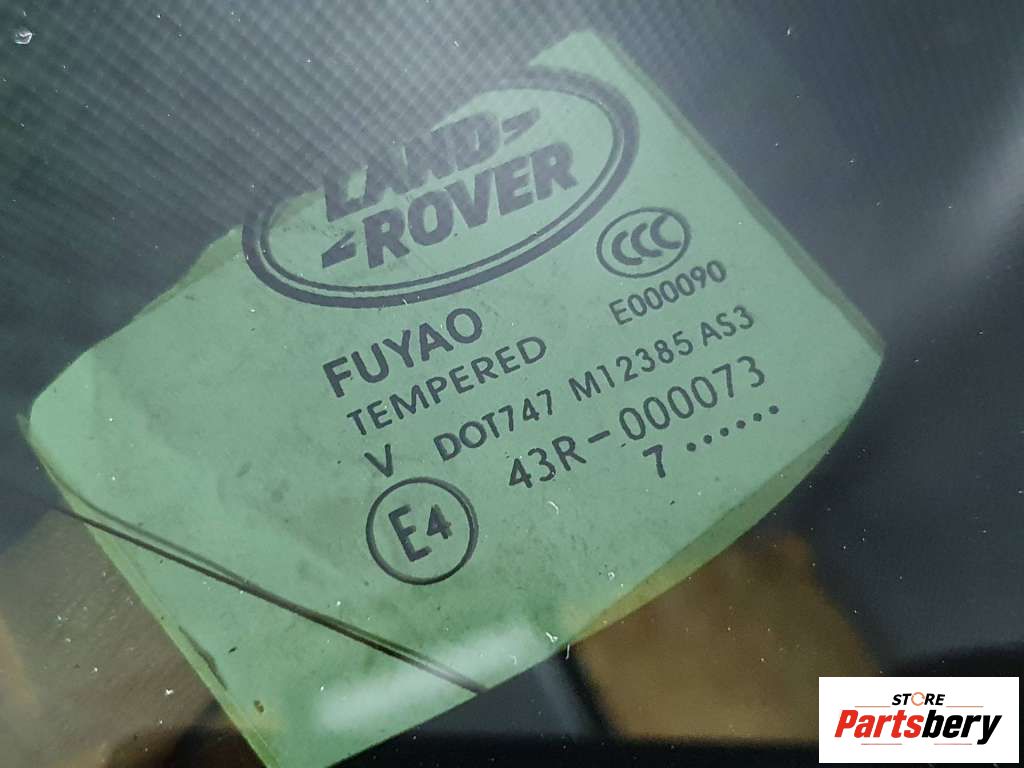 LAND
ROVER
CCC
E000090
FUYAO
TEMPERED
V DOT747 M12385 AS3
E4
43R-000073
7 ······
STORE
Partsbery